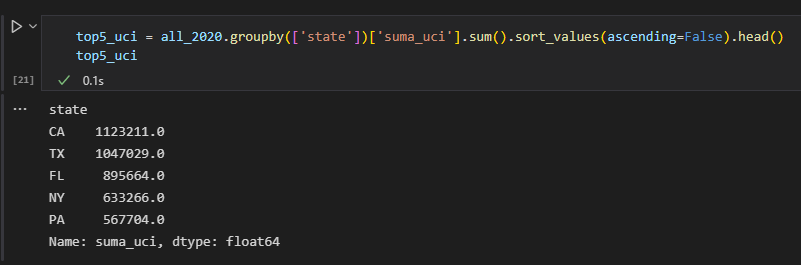 top5_uci = all_2020.groupby(['state'])['suma_uci'].sum().sort_values(ascending=False).head()
top5_uci
[21]
0.1s
state
CA 1123211.0
TX 1047029.0
FL 895664.0
NY 633266.0
PA 567704.0
Name: suma_uci, dtype: float64